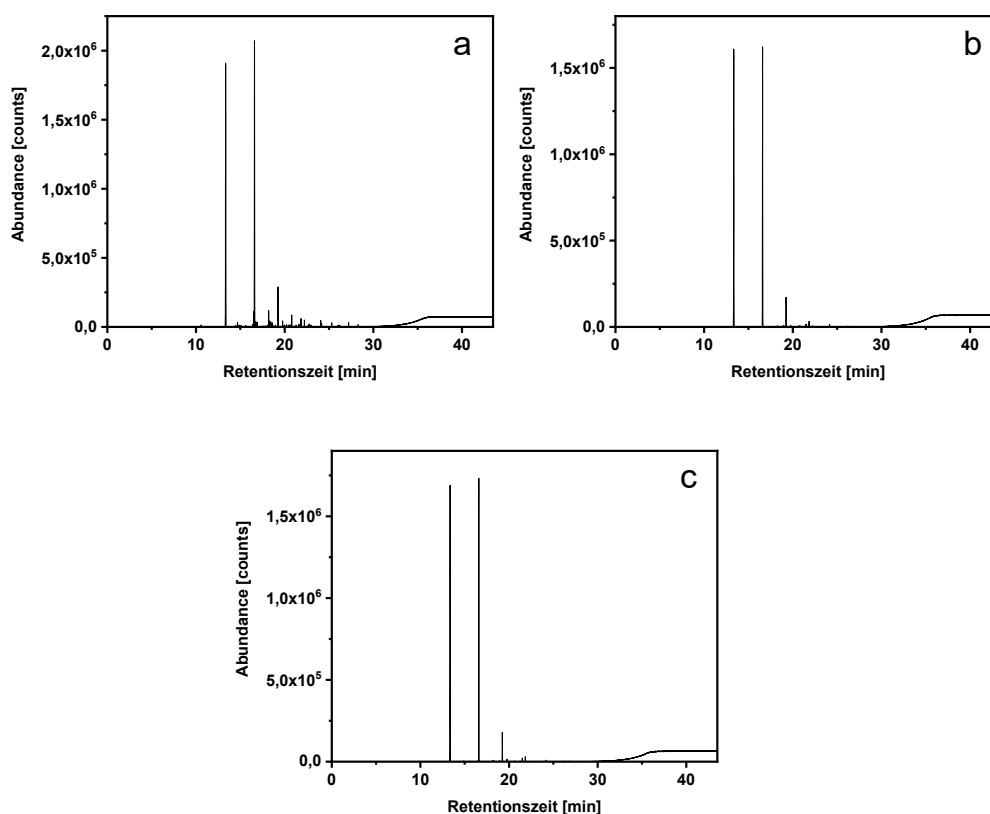 a
2,0x10⁶
1,5x10⁶
1,0x10⁶
5,0x10⁵
0,0
Abundance [counts]
0 10 20 30 40
Retentionszeit [min]
b
1,5x10⁶
1,0x10⁶
5,0x10⁵
0,0
Abundance [counts]
0 10 20 30 40
Retentionszeit [min]
c
1,5x10⁶
1,0x10⁶
5,0x10⁵
0,0
Abundance [counts]
0 10 20 30 40
Retentionszeit [min]